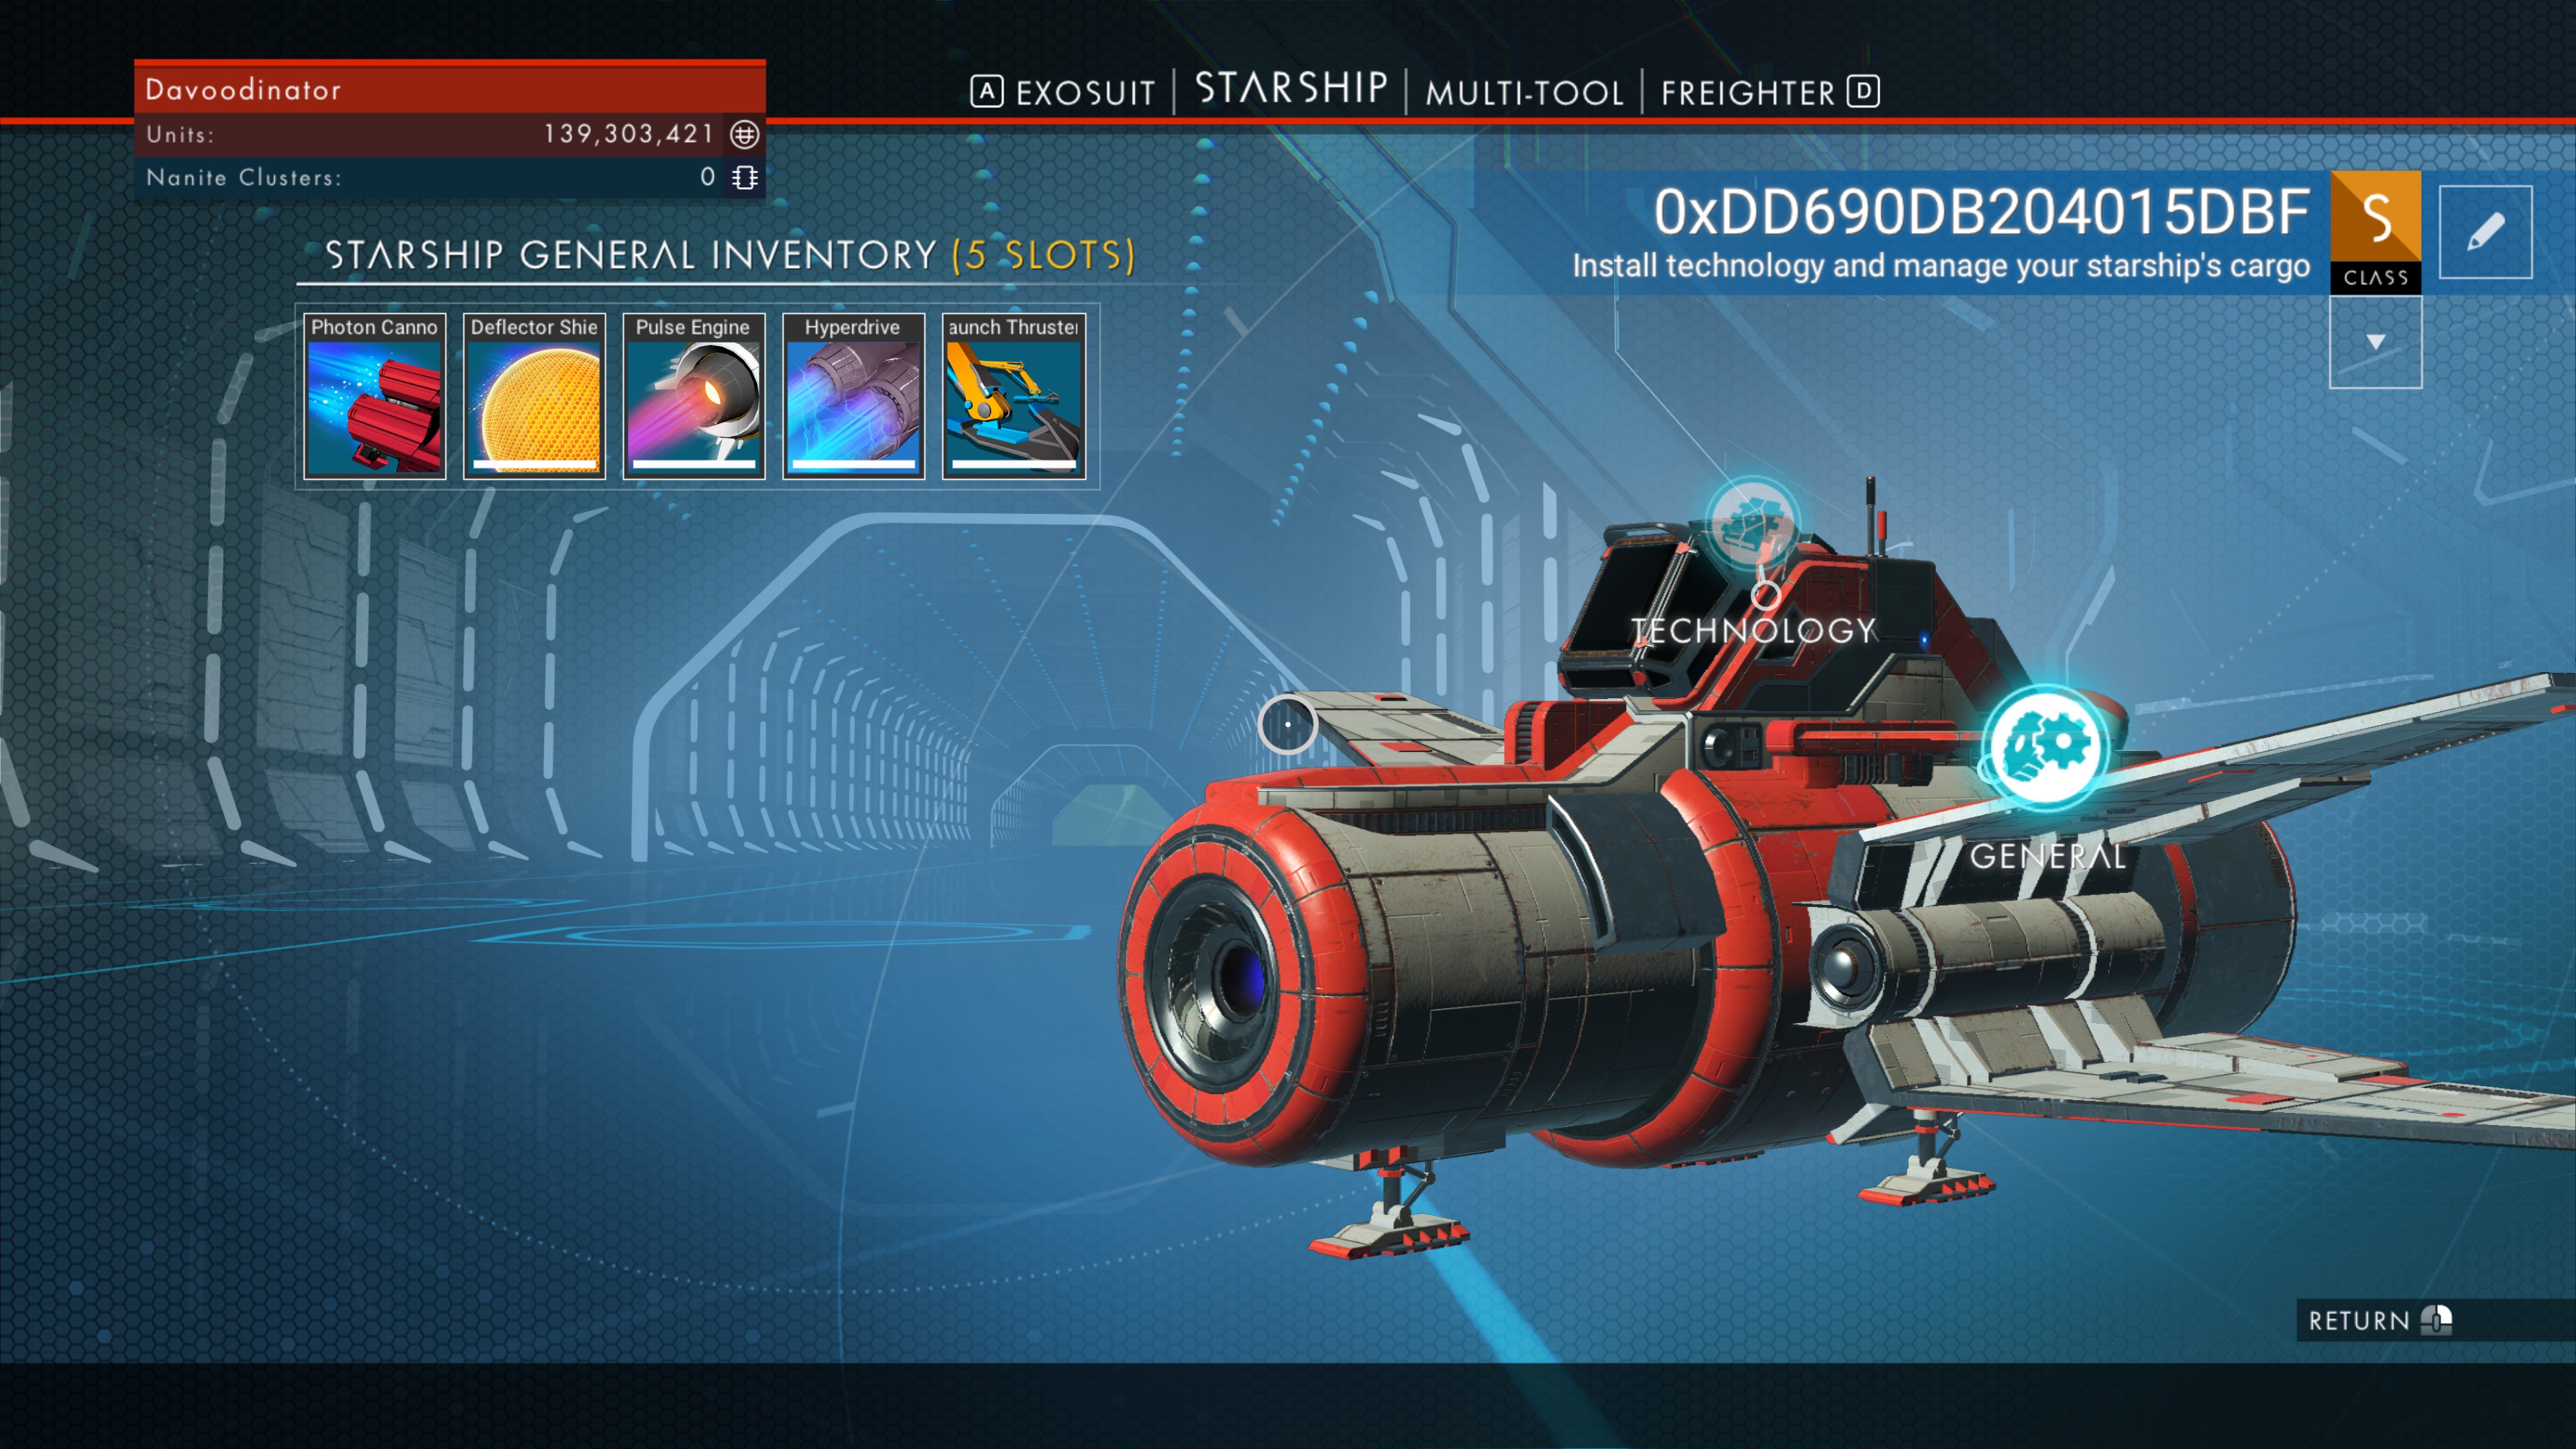 Davoodinator
Units: 139,303,421
Nanite Clusters: 0
A EXOSUIT STARSHIP MULTI-TOOL FREIGHTER D
0xDD690DB204015DBF
Install technology and manage your starship's cargo
S
CLASS
STARSHIP GENERAL INVENTORY (5 SLOTS)
Photon Canno Deflector Shie Pulse Engine Hyperdrive aunch Thruster
TECHNOLOGY
GENERAL
RETURN